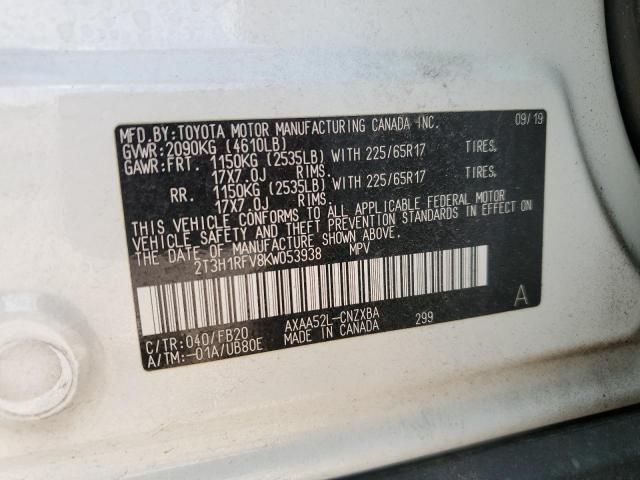 MFD.BY:TOYOTA MOTOR MANUFACTURING CANADA INC. 09/19
GVWR:2090KG (4610LB)
GAWR:FRT. 1150KG (2535LB) WITH 225/65R17 TIRES,
17X7.0J RIMS.
RR. 1150KG (2535LB) WITH 225/65R17 TIRES,
17X7.0J RIMS.
THIS VEHICLE CONFORMS TO ALL APPLICABLE FEDERAL MOTOR
VEHICLE SAFETY AND THEFT PREVENTION STANDARDS IN EFFECT ON
THE DATE OF MANUFACTURE SHOWN ABOVE.
2T3H1RFV8KW053938 MPV
A
C/TR:040/FB20 AXAA52L-CNZXBA 299
A/TM:-01A/UB80E MADE IN CANADA